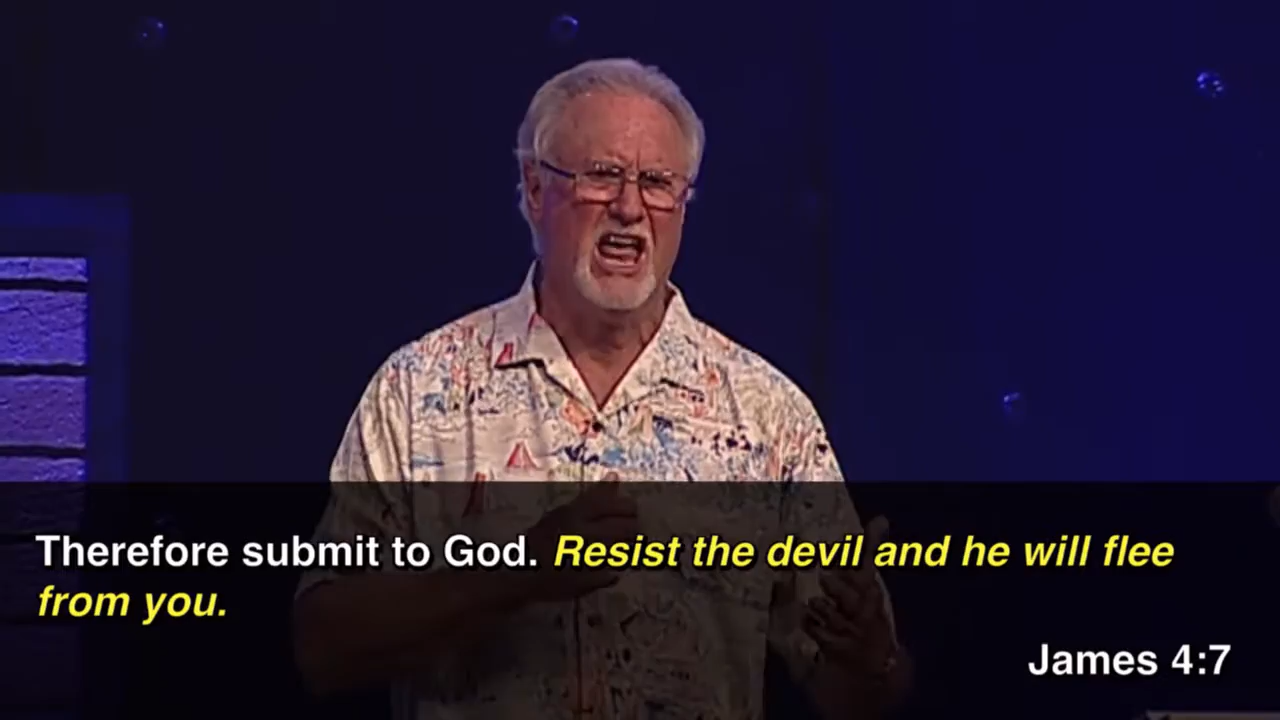 Therefore submit to God. Resist the devil and he will flee
from you.
James 4:7